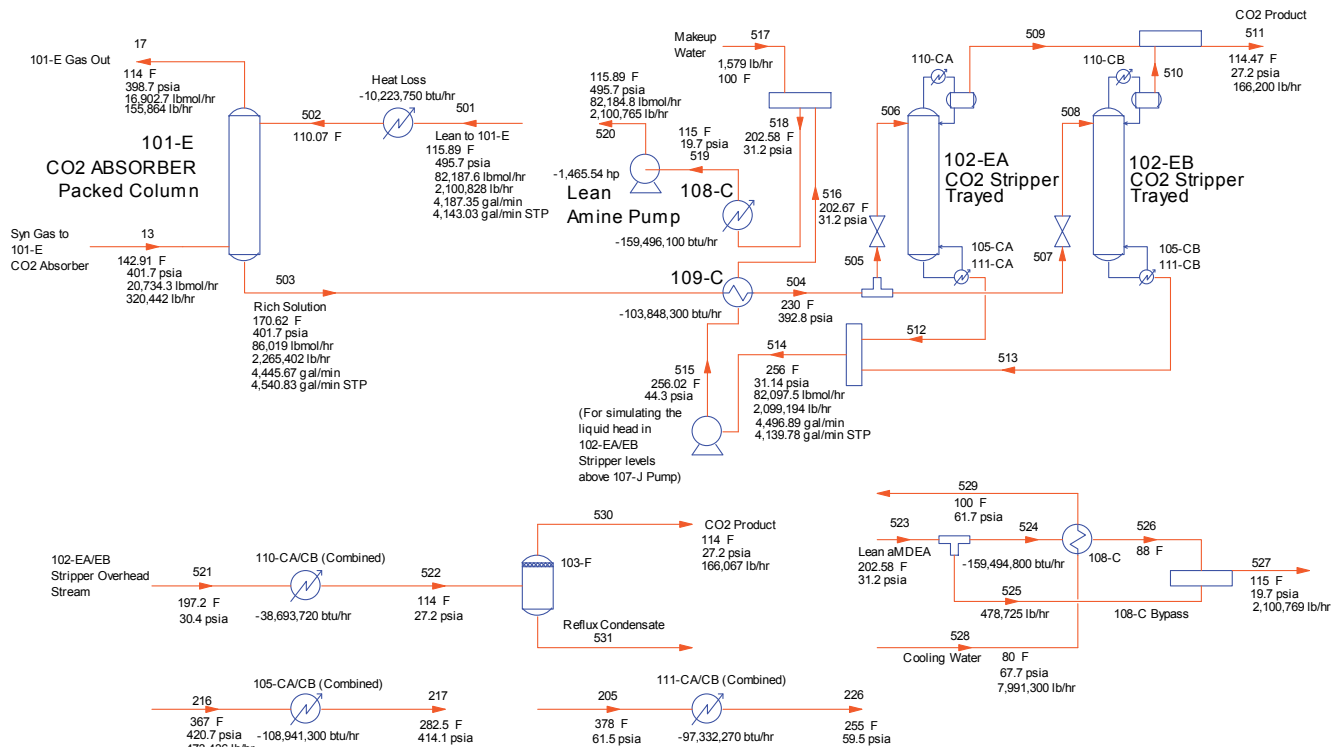 17
101-E Gas Out
114 F
398.7 psia
16,902.7 lbmol/hr
155,864 lb/hr
101-E
CO2 ABSORBER
Packed Column
Syn Gas to
101-E
CO2 Absorber
13
142.91 F
401.7 psia
20,734.3 lbmol/hr
320,442 lb/hr
Heat Loss
-10,223,750 btu/hr
502
110.07 F
501
Lean to 101-E
115.89 F
495.7 psia
82,187.6 lbmol/hr
2,100,828 lb/hr
4,187.35 gal/min
4,143.03 gal/min STP
503
Rich Solution
170.62 F
401.7 psia
86,019 lbmol/hr
2,265,402 lb/hr
4,445.67 gal/min
4,540.83 gal/min STP
115.89 F
495.7 psia
82,184.8 lbmol/hr
2,100,765 lb/hr
520
-1,465.54 hp
Lean
Amine Pump
115 F
19.7 psia
519
108-C
-159,496,100 btu/hr
Makeup
Water
517
1,579 lb/hr
100 F
518
202.58 F
31.2 psia
516
202.67 F
31.2 psia
109-C
-103,848,300 btu/hr
504
230 F
392.8 psia
505
506
507
508
509
510
CO2 Product
511
114.47 F
27.2 psia
166,200 lb/hr
110-CA
110-CB
102-EA
CO2 Stripper
Trayed
102-EB
CO2 Stripper
Trayed
105-CA
111-CA
105-CB
111-CB
512
513
514
256 F
31.14 psia
82,097.5 lbmol/hr
2,099,194 lb/hr
4,496.89 gal/min
4,139.78 gal/min STP
515
256.02 F
44.3 psia
(For simulating the
liquid head in
102-EA/EB
Stripper levels
above 107-J Pump)
102-EA/EB
Stripper Overhead
Stream
521
197.2 F
30.4 psia
110-CA/CB (Combined)
-38,693,720 btu/hr
522
114 F
27.2 psia
103-F
530
CO2 Product
114 F
27.2 psia
166,067 lb/hr
Reflux Condensate
531
529
100 F
61.7 psia
523
Lean aMDEA
202.58 F
31.2 psia
524
-159,494,800 btu/hr
108-C
526
88 F
525
478,725 lb/hr
108-C Bypass
527
115 F
19.7 psia
2,100,769 lb/hr
528
Cooling Water
80 F
67.7 psia
7,991,300 lb/hr
216
367 F
420.7 psia
105-CA/CB (Combined)
-108,941,300 btu/hr
217
282.5 F
414.1 psia
205
378 F
61.5 psia
111-CA/CB (Combined)
-97,332,270 btu/hr
226
255 F
59.5 psia